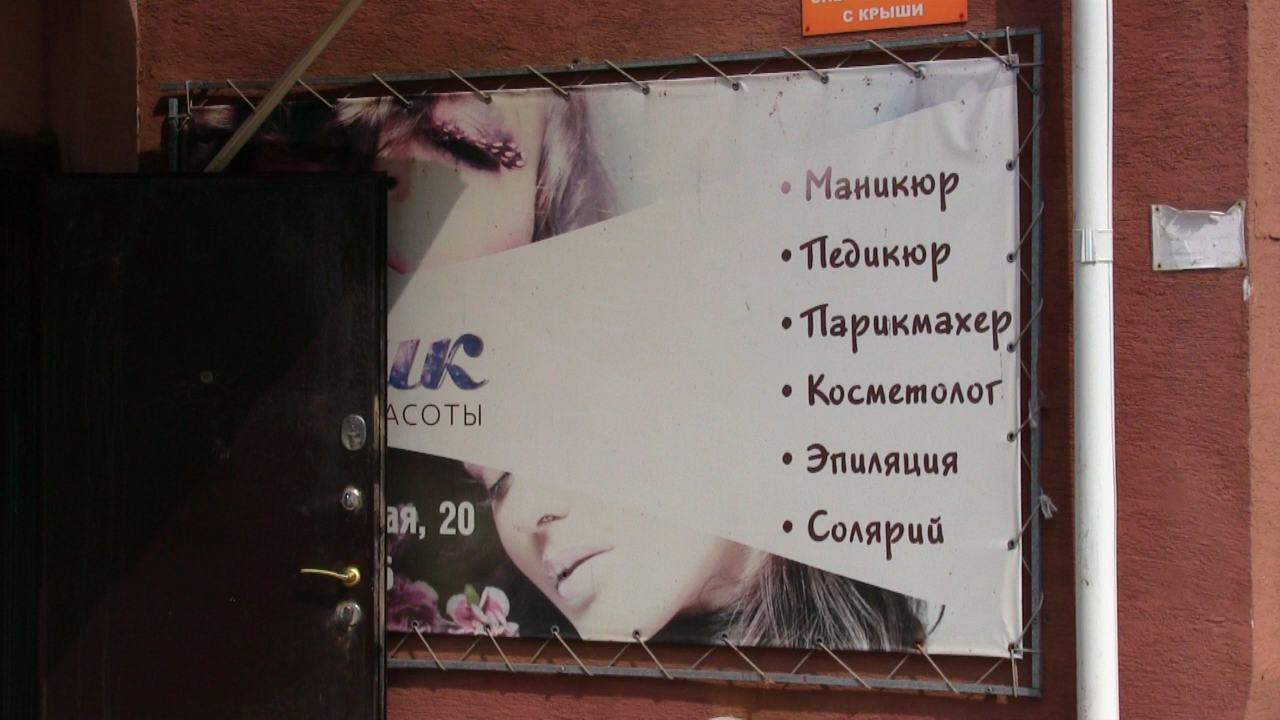 С КРЫШИ
• Маникюр
• Педикюр
• Парикмахер
• Косметолог
• Эпиляция
• Солярий
ик
АСОТЫ
ая, 20